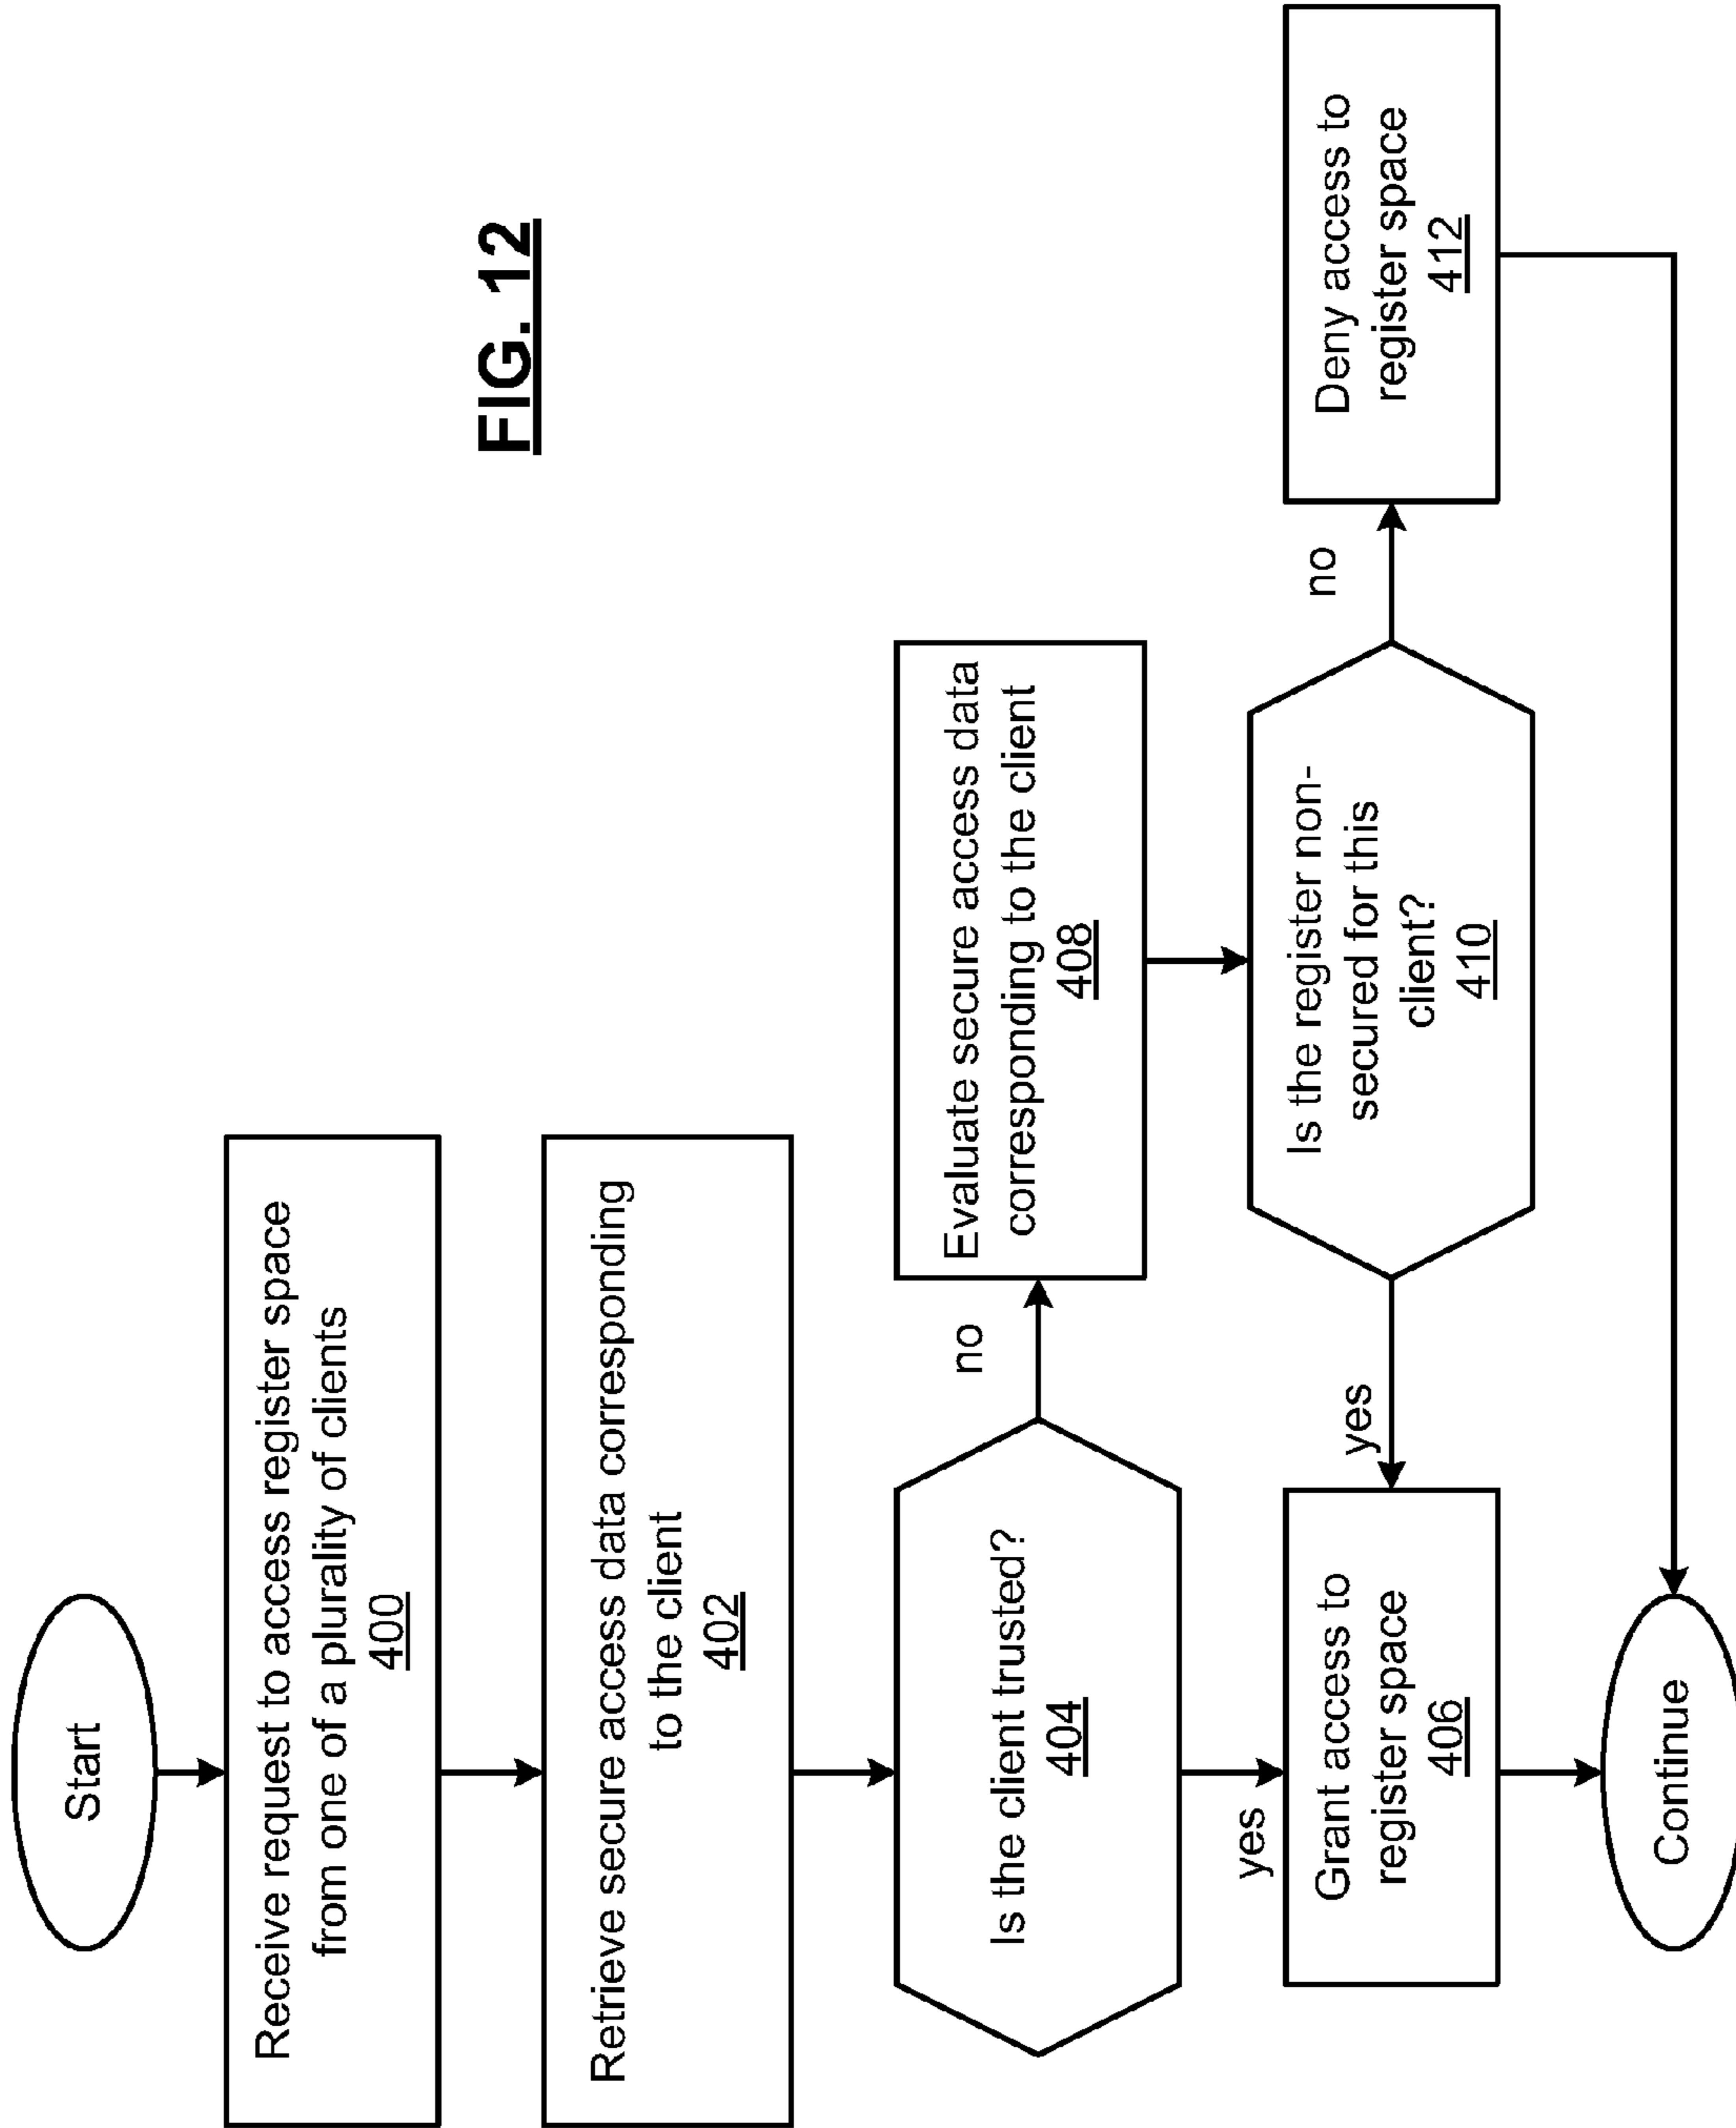 FIG. 12
Start
Receive request to access register space
from one of a plurality of clients
400
Retrieve secure access data corresponding
to the client
402
Is the client trusted?
404
no
yes
Evaluate secure access data
corresponding to the client
408
Is the register non-
secured for this
client?
410
yes
no
Grant access to
register space
406
Deny access to
register space
412
Continue